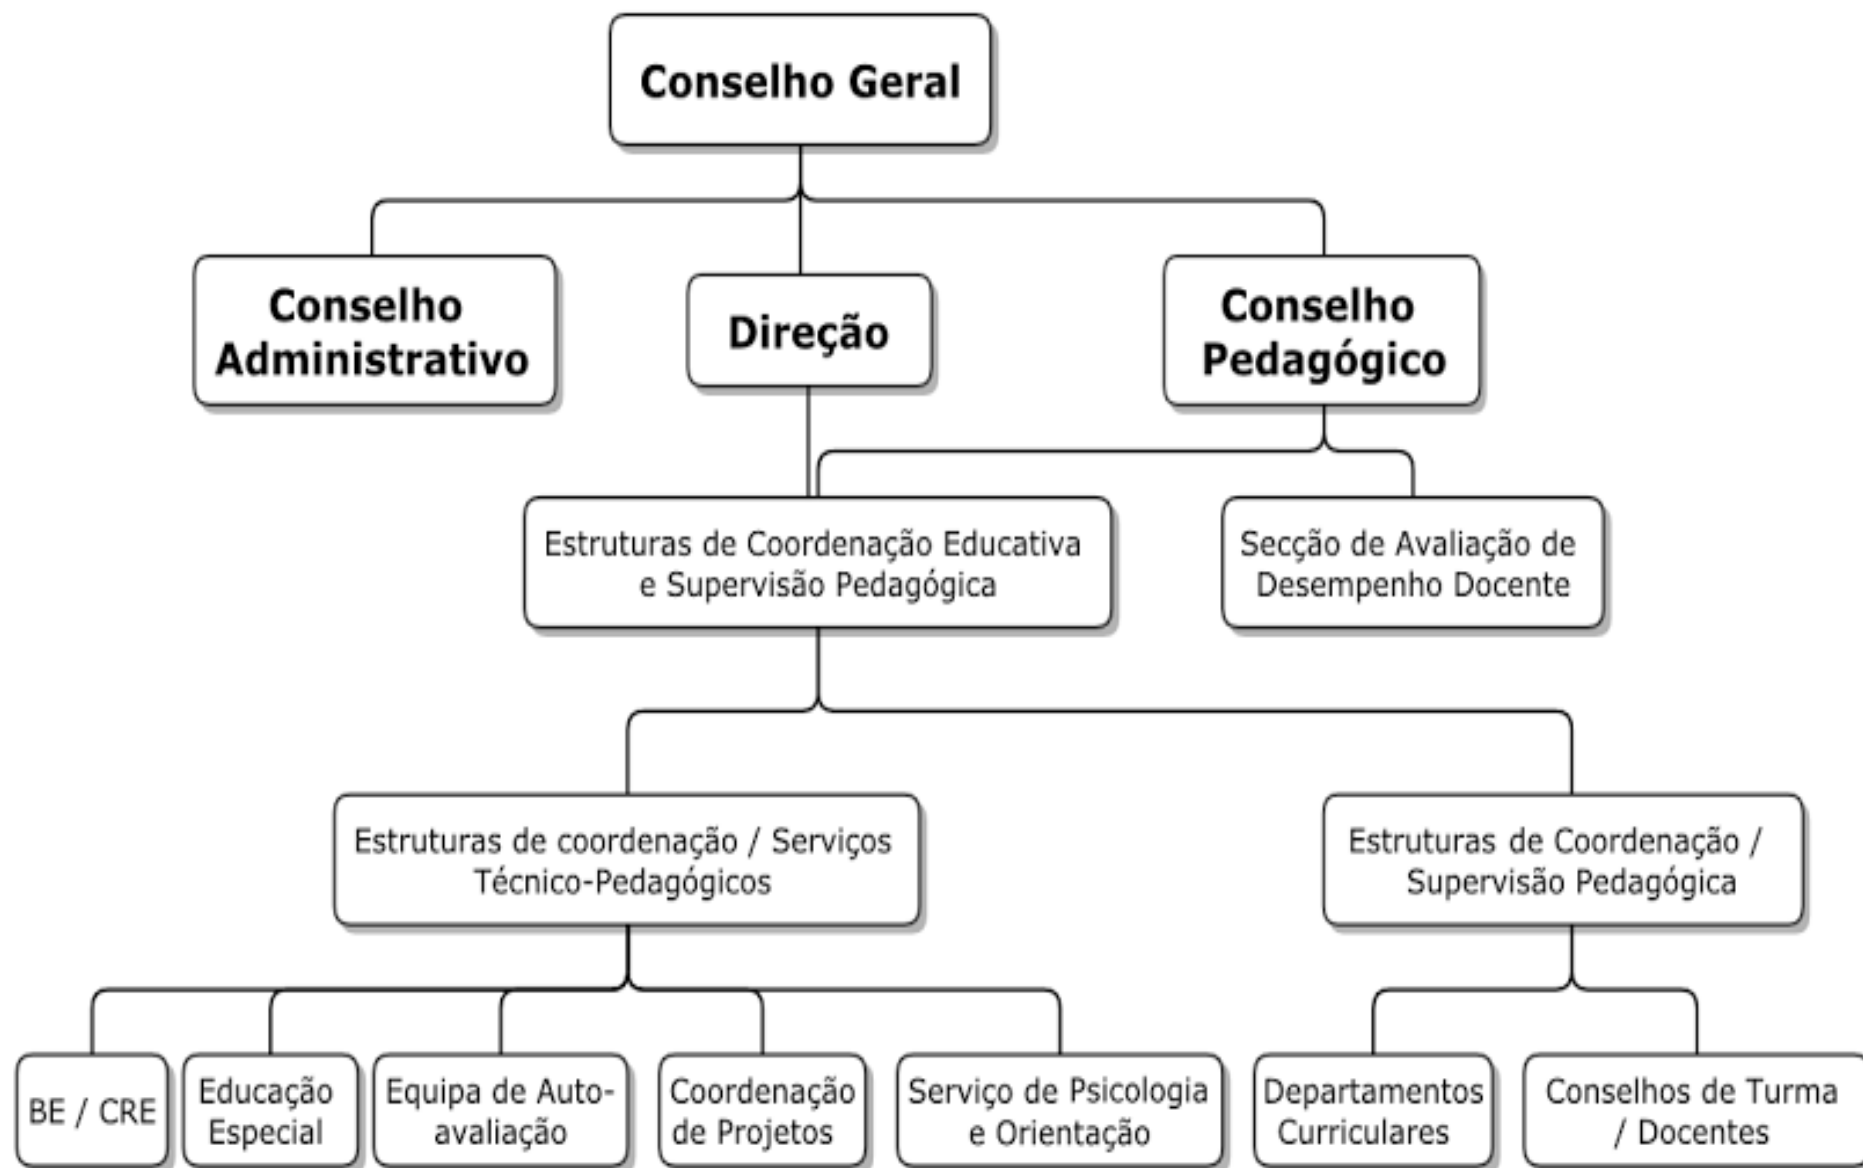 Conselho Geral
Conselho
Administrativo
Direção
Conselho
Pedagógico
Estruturas de Coordenação Educativa
e Supervisão Pedagógica
Secção de Avaliação de
Desempenho Docente
Estruturas de coordenação / Serviços
Técnico-Pedagógicos
Estruturas de Coordenação /
Supervisão Pedagógica
BE / CRE
Educação
Especial
Equipa de Auto-
avaliação
Coordenação
de Projetos
Serviço de Psicologia
e Orientação
Departamentos
Curriculares
Conselhos de Turma
/ Docentes